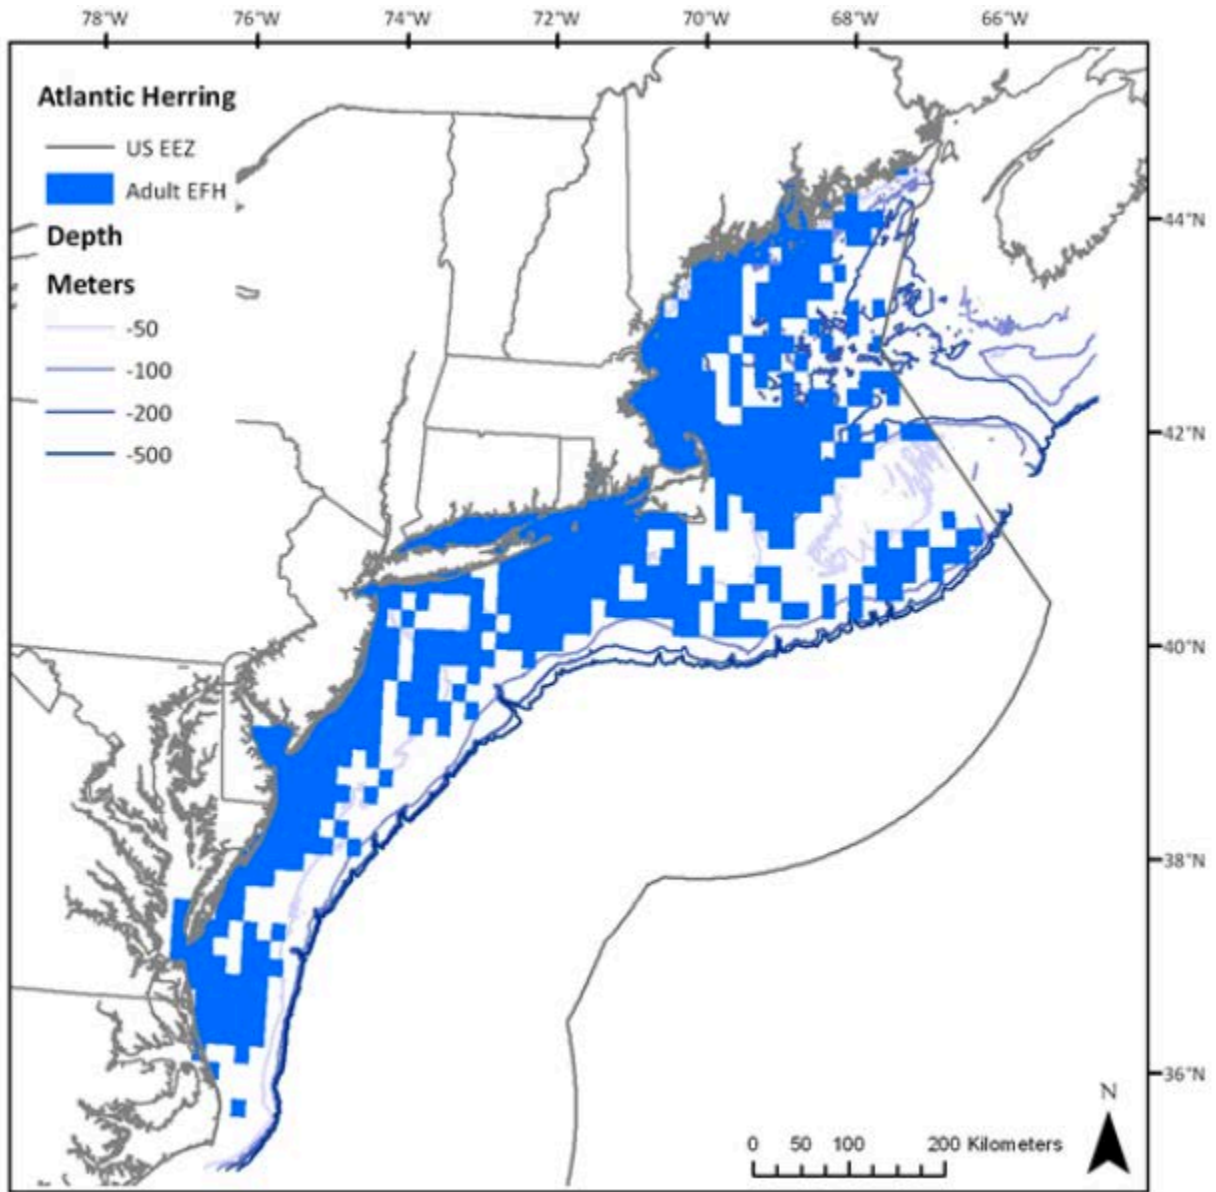 78°W 76°W 74°W 72°W 70°W 68°W 66°W
Atlantic Herring
US EEZ
Adult EFH
Depth
Meters
-50
-100
-200
-500
44°N
42°N
40°N
38°N
36°N
N
0 50 100 200 Kilometers